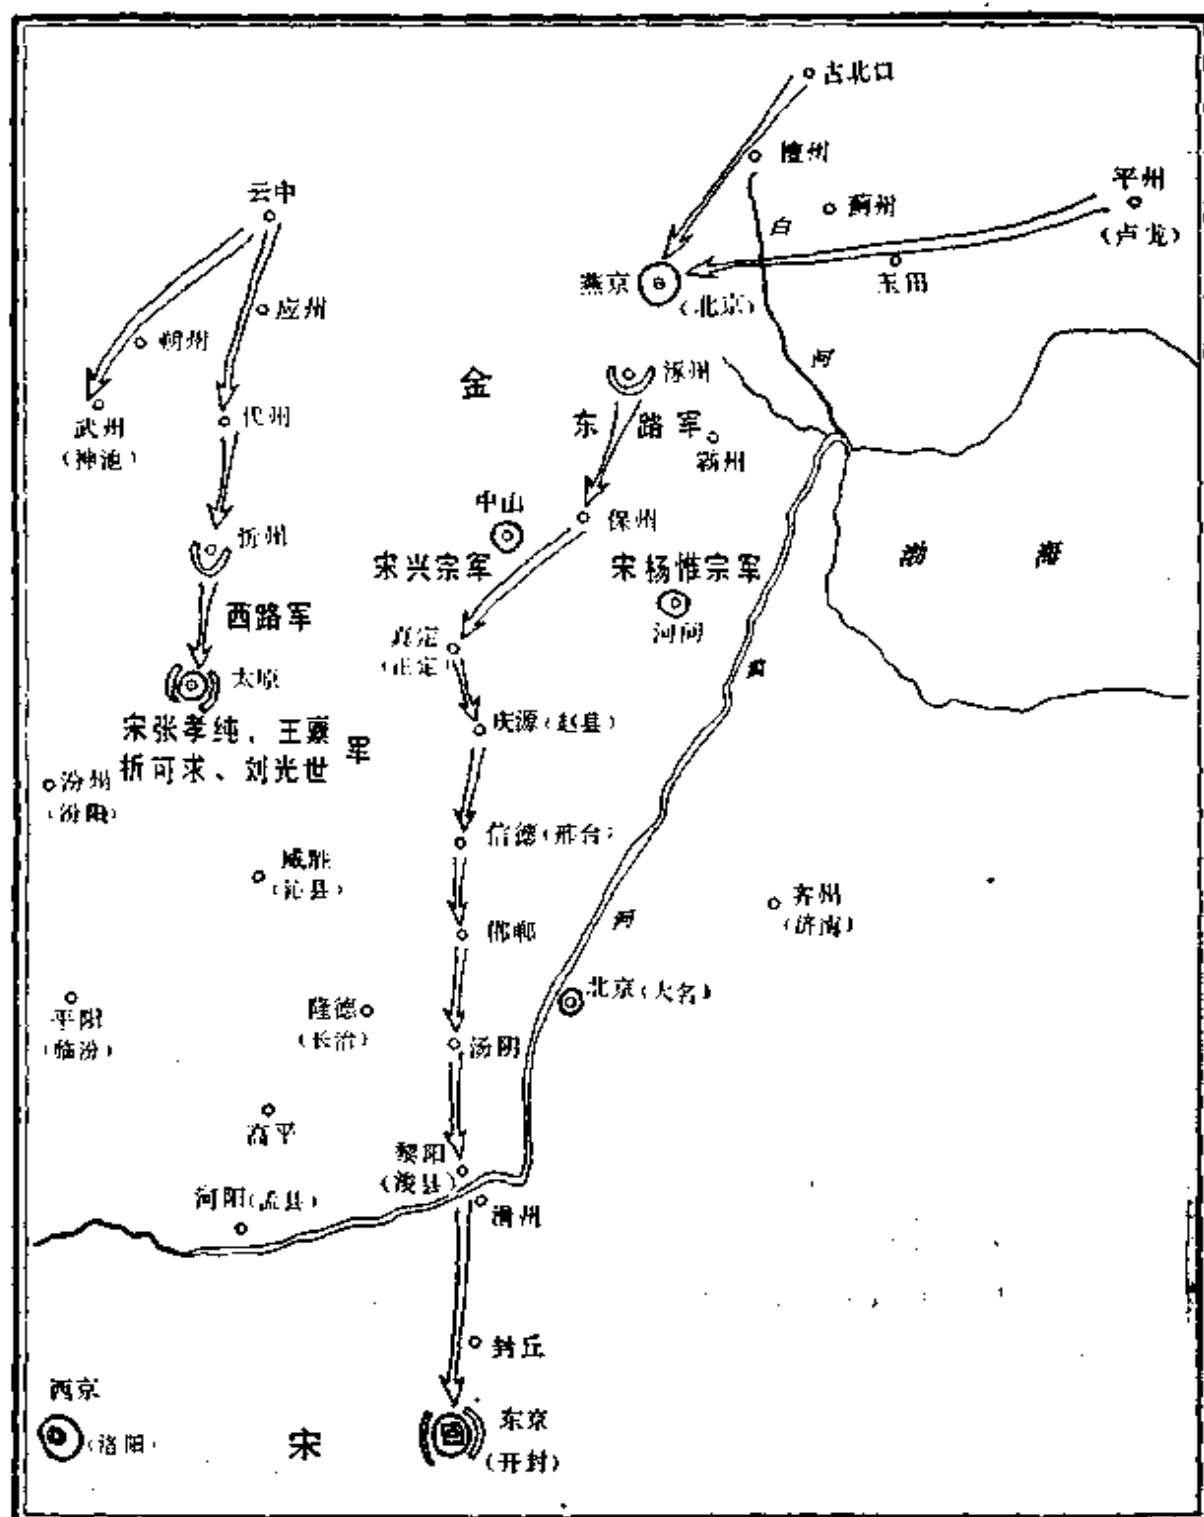 古北口
檀州
云中
平州
(卢龙)
蓟州
白
河
燕京
(北京)
玉田
应州
朔州
金
涿州
武州
(神池)
代州
东路军
霸州
中山
保州
忻州
宋兴宗军
宋杨惟宗军
渤海
西路军
真定
(正定)
河间
太原
黄
河
宋张孝纯、王禀
折可求、刘光世
军
庆源(赵县)
汾州
(汾阳)
信德(邢台)
威胜
(沁县)
齐州
(济南)
邯郸
北京(大名)
平阳
(临汾)
隆德
(长治)
汤阴
高平
黎阳
(浚县)
河阳(孟县)
滑州
封丘
西京
(洛阳)
宋
东京
(开封)